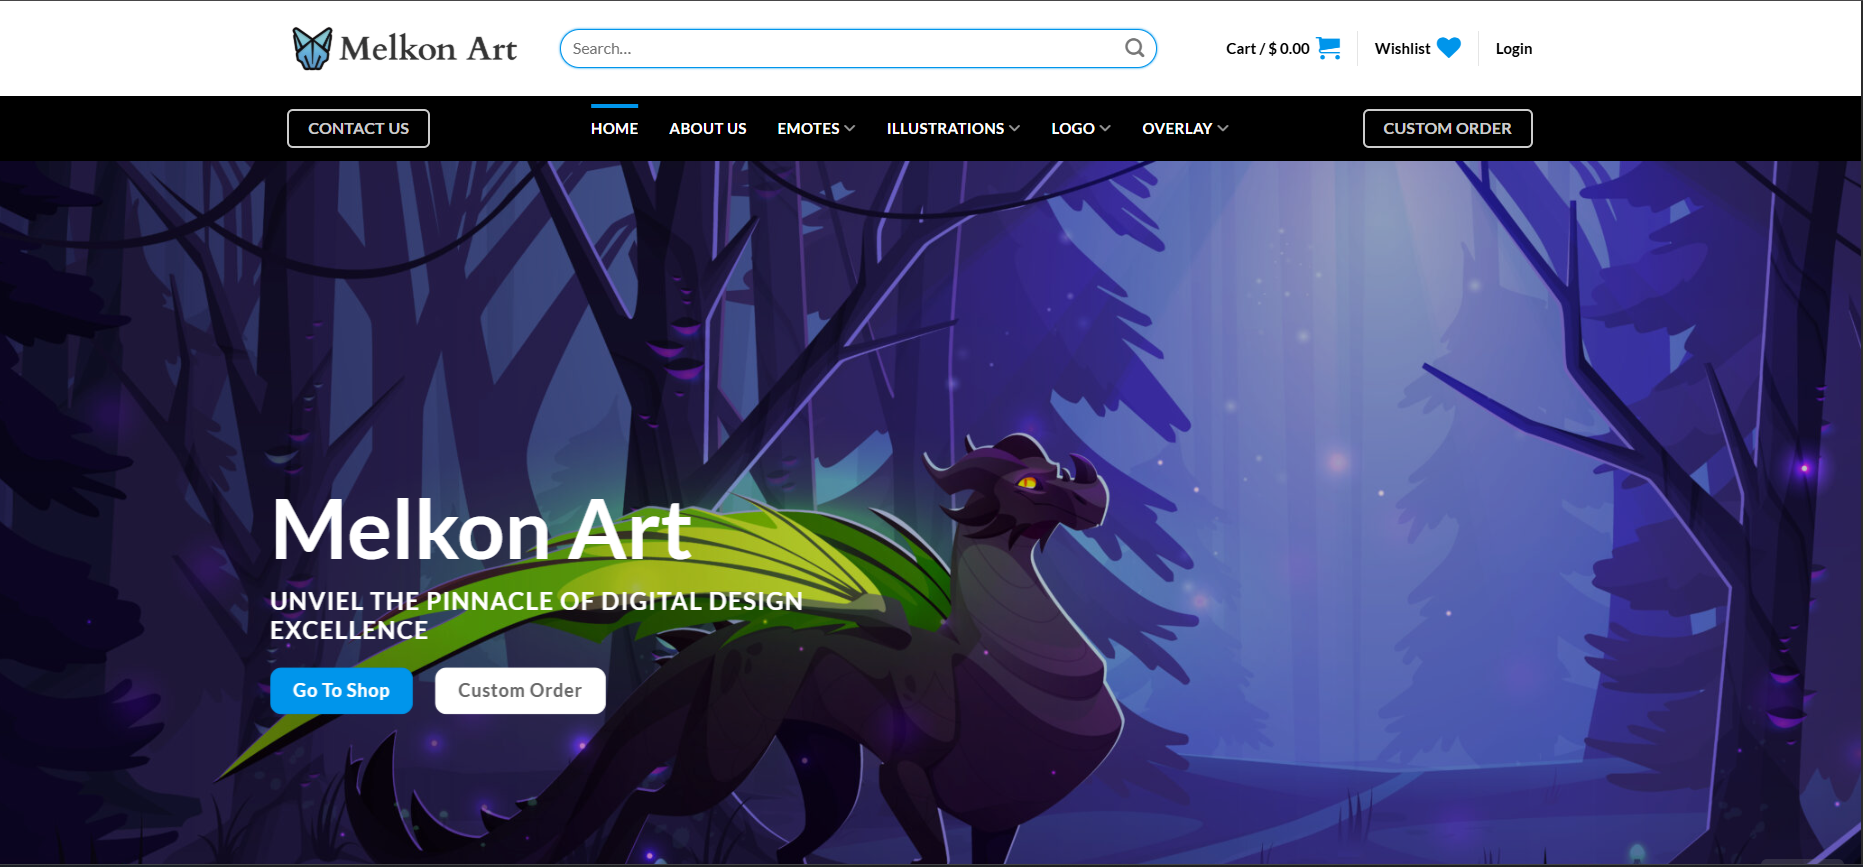 Melkon Art
Search...
Cart / $ 0.00
Wishlist
Login
CONTACT US
HOME
ABOUT US
EMOTES
ILLUSTRATIONS
LOGO
OVERLAY
CUSTOM ORDER
Melkon Art
UNVIEL THE PINNACLE OF DIGITAL DESIGN
EXCELLENCE
Go To Shop
Custom Order